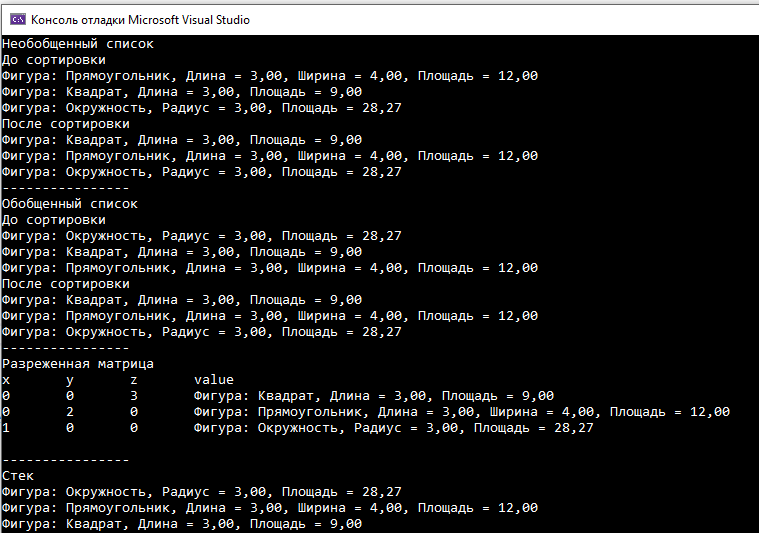 C:\ Консоль отладки Microsoft Visual Studio
Необобщенный список
До сортировки
Фигура: Прямоугольник, Длина = 3,00, Ширина = 4,00, Площадь = 12,00
Фигура: Квадрат, Длина = 3,00, Площадь = 9,00
Фигура: Окружность, Радиус = 3,00, Площадь = 28,27
После сортировки
Фигура: Квадрат, Длина = 3,00, Площадь = 9,00
Фигура: Прямоугольник, Длина = 3,00, Ширина = 4,00, Площадь = 12,00
Фигура: Окружность, Радиус = 3,00, Площадь = 28,27
----------------
Обобщенный список
До сортировки
Фигура: Окружность, Радиус = 3,00, Площадь = 28,27
Фигура: Квадрат, Длина = 3,00, Площадь = 9,00
Фигура: Прямоугольник, Длина = 3,00, Ширина = 4,00, Площадь = 12,00
После сортировки
Фигура: Квадрат, Длина = 3,00, Площадь = 9,00
Фигура: Прямоугольник, Длина = 3,00, Ширина = 4,00, Площадь = 12,00
Фигура: Окружность, Радиус = 3,00, Площадь = 28,27
----------------
Разреженная матрица
x       y       z       value
0       0       3       Фигура: Квадрат, Длина = 3,00, Площадь = 9,00
0       2       0       Фигура: Прямоугольник, Длина = 3,00, Ширина = 4,00, Площадь = 12,00
1       0       0       Фигура: Окружность, Радиус = 3,00, Площадь = 28,27
----------------
Стек
Фигура: Окружность, Радиус = 3,00, Площадь = 28,27
Фигура: Прямоугольник, Длина = 3,00, Ширина = 4,00, Площадь = 12,00
Фигура: Квадрат, Длина = 3,00, Площадь = 9,00